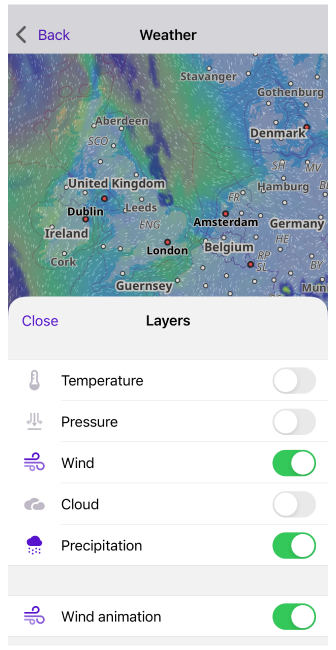 Back
Weather
Stavanger
Gothenburg
Aberdeen
Denmark
SCO
SH
MV
United Kingdom
Hamburg
Dublin
Leeds
FR
Amsterdam
ENG
Germany
Ireland
London
Belgium
HE
Cork
RP
SL
BY
Guernsey
Close
Layers
Temperature
Pressure
Wind
Cloud
Precipitation
Wind animation